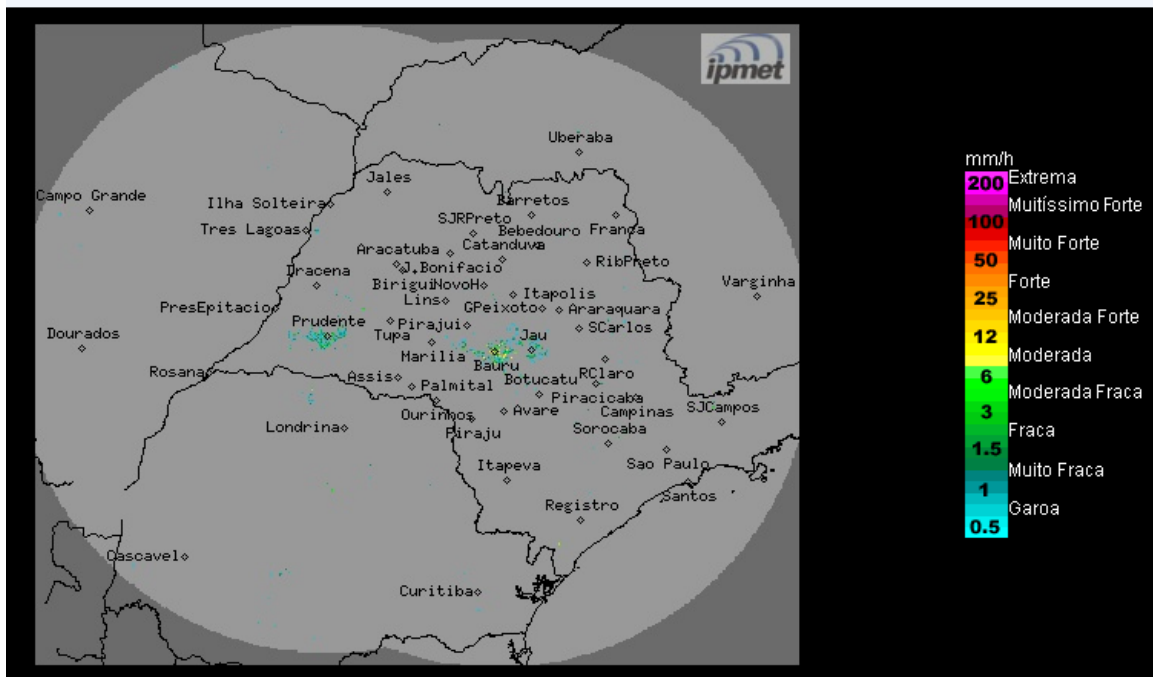 ipmet
Uberaba
Jales
Campo Grande
Ilha Solteira
Barretos
SJRPreto
Tres Lagoas
Bebedouro
Franca
Catanduva
Aracatuba
RibPreto
J.Bonifacio
Dracena
Varginha
Birigui
NovoH
Itapolis
Lins
PresEpitacio
GPeixoto
Araraquara
Prudente
Pirajui
SCarlos
Dourados
Tupa
Jau
Marilia
Bauru
Rosana
Assis
Botucatu
RClaro
Palmital
Piracicaba
Ourinhos
Avare
Campinas
SJCampos
Londrina
Piraju
Sorocaba
Itapeva
Sao Paulo
Santos
Registro
Cascavel
Curitiba
mm/h
200 Extrema
Muitíssimo Forte
100
Muito Forte
50
Forte
25
Moderada Forte
12
Moderada
6
Moderada Fraca
3
Fraca
1.5
Muito Fraca
1
Garoa
0.5